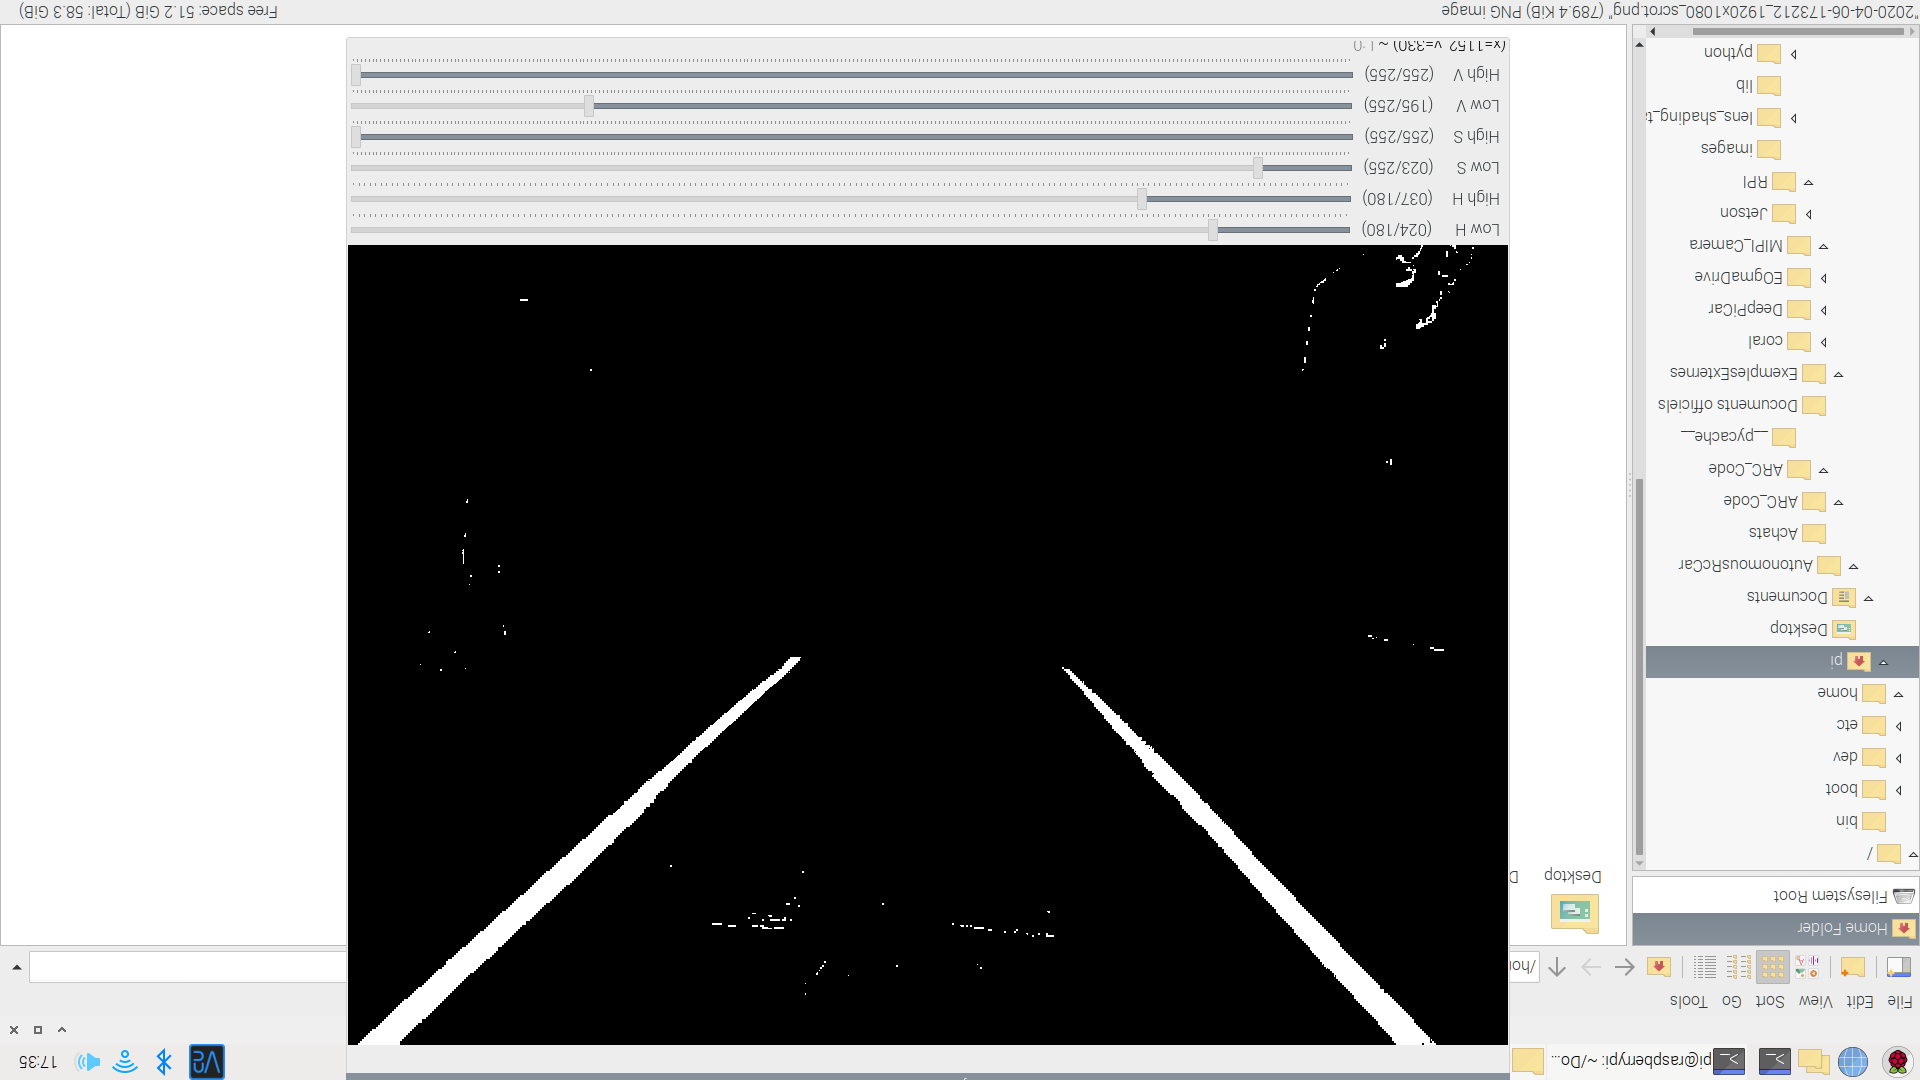 pi@raspberrypi: ~/Do...
17:35
File Edit View Sort Go Tools
/hor
Home Folder
Filesystem Root
/
bin
boot
dev
etc
home
pi
Desktop
Documents
AutonomousRcCar
Achats
ARC_Code
ARC_Code
__pycache__
Documents officiels
ExemplesExternes
coral
DeepPiCar
EOgmaDrive
MIPI_Camera
Jetson
RPI
images
lens_shading_ta
lib
python
Desktop
D
Low H (024/180)
High H (037/180)
Low S (023/255)
High S (255/255)
Low V (195/255)
High V (255/255)
(x=1152, y=330) ~ L:0
"2020-04-06-173212_1920x1080_scrot.png" (789.4 KiB) PNG image
Free space: 51.2 GiB (Total: 58.3 GiB)